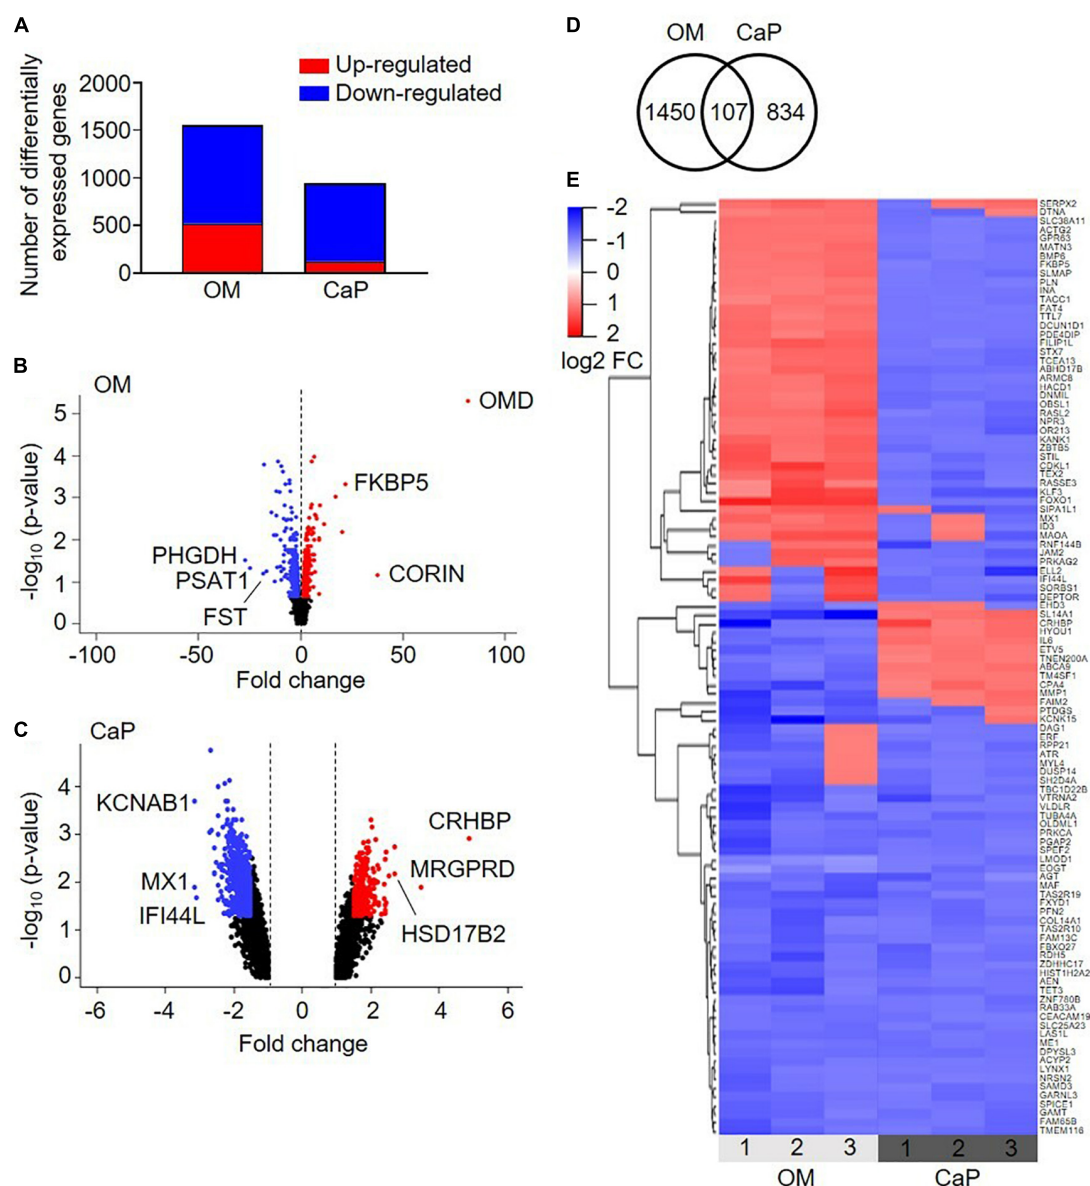 A
Number of differentially
expressed genes
2000
1500
1000
500
0
Up-regulated
Down-regulated
OM
CaP
B
OM
-log10 (p-value)
5
4
3
2
1
0
OMD
FKBP5
CORIN
PHGDH
PSAT1
FST
-100
-50
0
50
100
Fold change
C
CaP
-log10 (p-value)
4
3
2
1
0
KCNAB1
MX1
IFI44L
CRHBP
MRGPRD
HSD17B2
-6
-4
-2
0
2
4
6
Fold change
D
OM
CaP
1450
107
834
E
-2
-1
0
1
2
log2 FC
SERPX2
DTNA
SLC38A11
ACTG2
GPR63
MATN3
BMP6
FKBP5
SLMAP
PLN
INA
TACC1
FAT4
TTL7
DCUN1D1
PDE4DIP
FILIP1L
STX7
TCEA13
ABHD17B
ARMC8
HACD1
DNMIL
OBSL1
RASL2
NPR3
OR213
KANK1
ZBTB5
STIL
CDKL1
TEX2
RASSE3
KLF3
FOXO1
SIPA1L1
MX1
ID3
MAOA
RNF144B
JAM2
PRKAG2
ELL2
IFI44L
SORBS1
DEPTOR
EHD3
SL14A1
CRHBP
HYOU1
IL6
ETV5
TNEN200A
ABCA9
TM4SF1
CPA4
MMP1
FAIM2
PTDGS
KCNK15
DAG1
ERF
RPP21
ATR
MYL4
DUSP14
SH2D4A
TBC1D22B
VTRNA2
VLDLR
TUBA4A
OLDML1
PRKCA
PGAP2
SPEF2
LMOD1
EOGT
AGT
MAF
TAS2R19
FXYD1
PFN2
COL14A1
TAS2R10
FAM13C
FBXO27
RDH5
ZDHHC17
HIST1H2A2
AEN
TET3
ZNF780B
RAB33A
CEACAM19
SLC25A23
LAS1L
ME1
DPYSL3
ACYP2
LYNX1
NRSN2
SAMD3
GARNL3
SPICE1
GAMT
FAM65B
TMEM116
1
2
3
1
2
3
OM
CaP